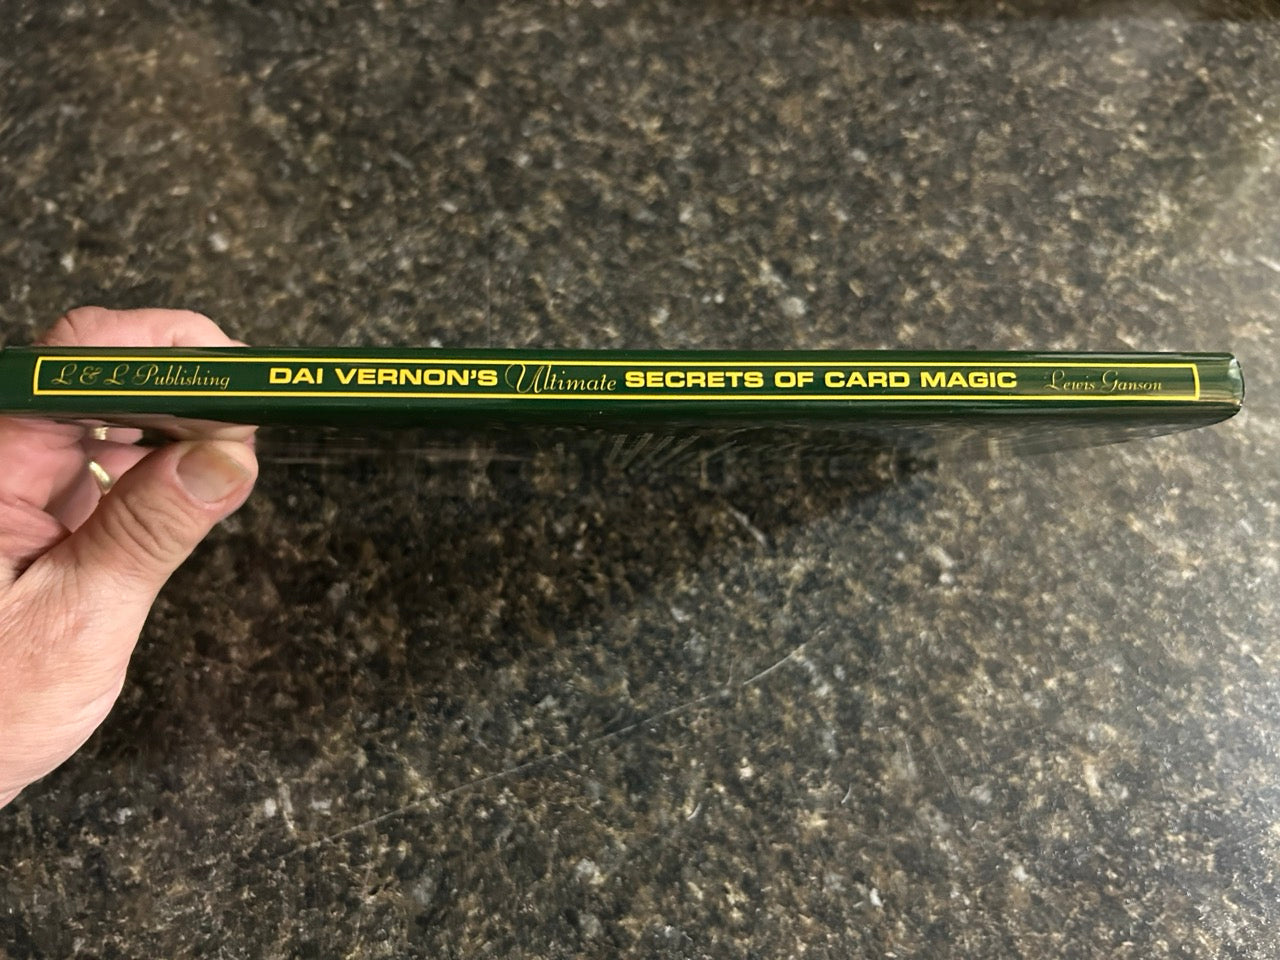 L & L Publishing DAI VERNON'S Ultimate SECRETS OF CARD MAGIC Lewis Ganson